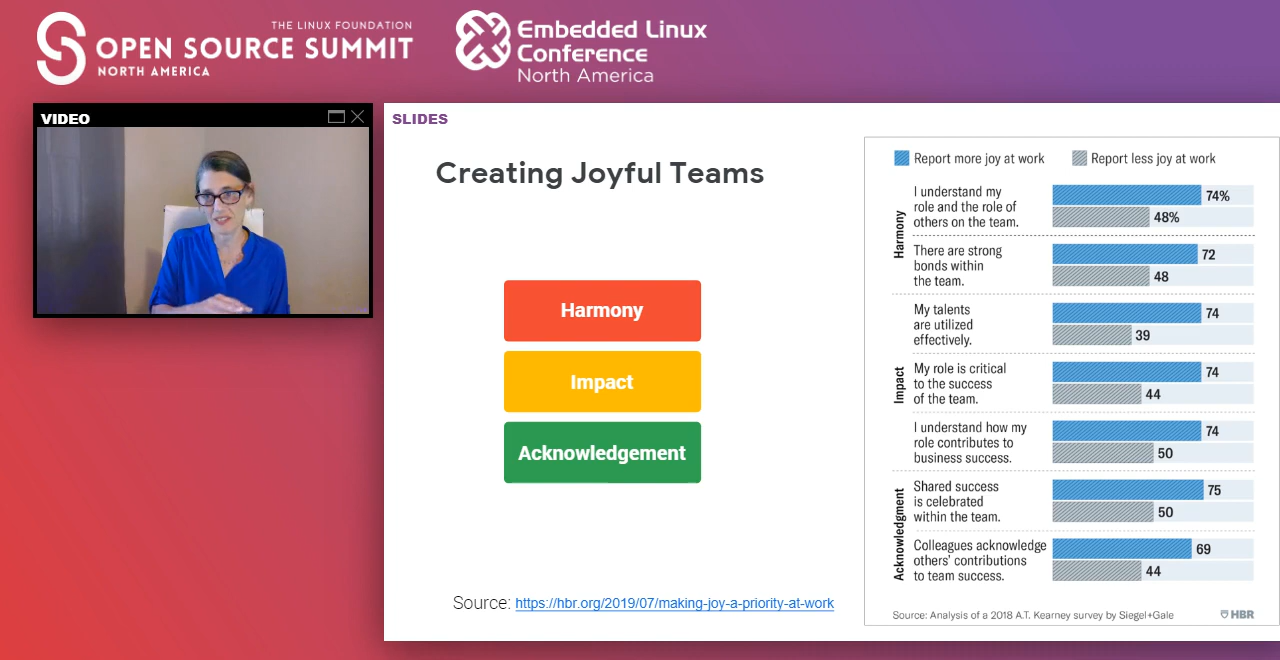 THE LINUX FOUNDATION
OPEN SOURCE SUMMIT
NORTH AMERICA
Embedded Linux
Conference
North America
VIDEO
SLIDES
Creating Joyful Teams
Harmony
Impact
Acknowledgement
Source: https://hbr.org/2019/07/making-joy-a-priority-at-work
Report more joy at work
Report less joy at work
Harmony
I understand my
role and the role of
others on the team.
74%
48%
There are strong
bonds within
the team.
72
48
Impact
My talents
are utilized
effectively.
74
39
My role is critical
to the success
of the team.
74
44
I understand how my
role contributes to
business success.
74
50
Acknowledgment
Shared success
is celebrated
within the team.
75
50
Colleagues acknowledge
others' contributions
to team success.
69
44
Source: Analysis of a 2018 A.T. Kearney survey by Siegel+Gale
HBR